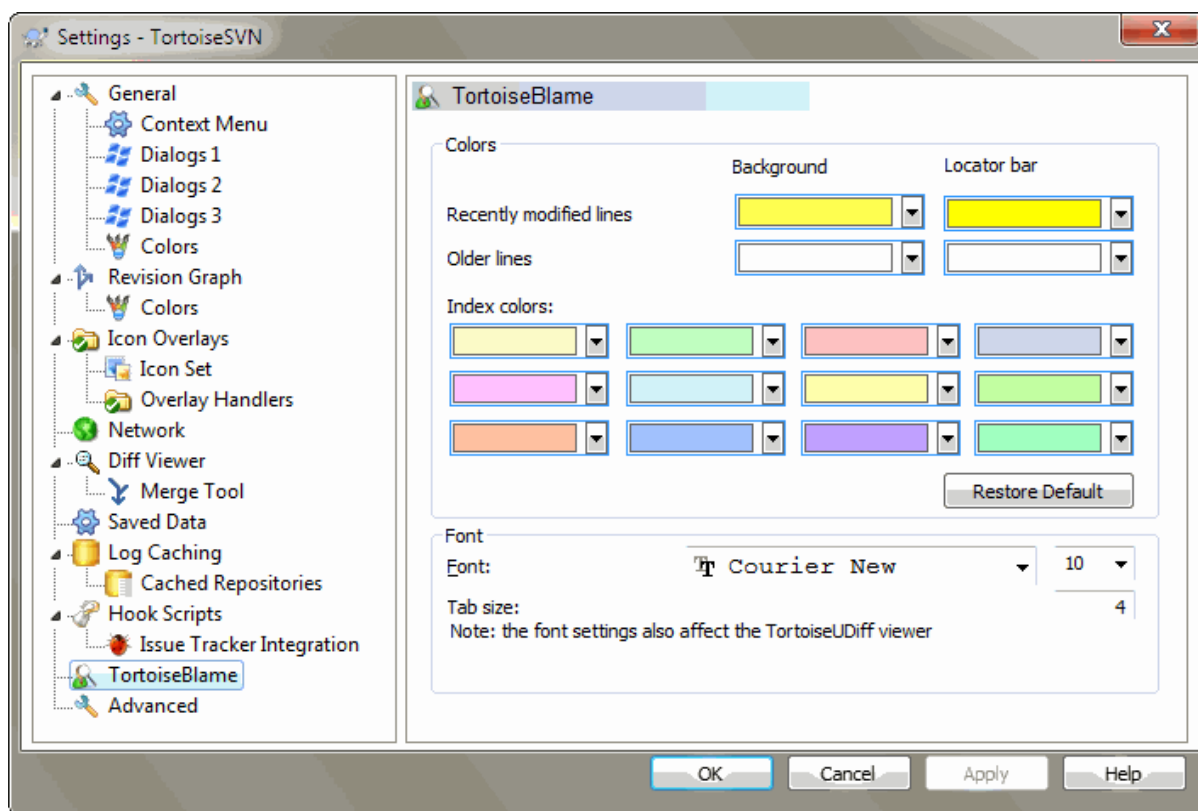 Settings - TortoiseSVN
General
Context Menu
Dialogs 1
Dialogs 2
Dialogs 3
Colors
Revision Graph
Colors
Icon Overlays
Icon Set
Overlay Handlers
Network
Diff Viewer
Merge Tool
Saved Data
Log Caching
Cached Repositories
Hook Scripts
Issue Tracker Integration
TortoiseBlame
Advanced
TortoiseBlame
Colors
Background Locator bar
Recently modified lines
Older lines
Index colors:
Restore Default
Font
Font: Courier New 10
Tab size: 4
Note: the font settings also affect the TortoiseUDiff viewer
OK Cancel Apply Help